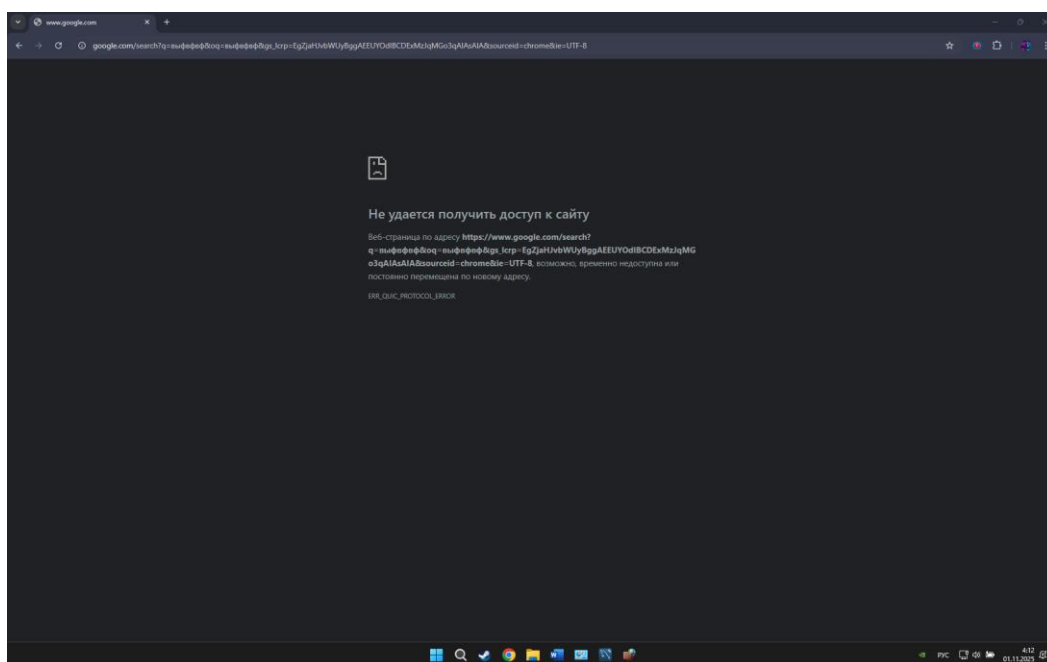 www.google.com
google.com/search?q=выфвфвф&oq=выфвфвф&gs_lcrp=EgZjaHJvbWUyBggAEEUYOdIBCDExMzJqMGo3qAIAsAIA&sourceid=chrome&ie=UTF-8
Не удается получить доступ к сайту
Веб-страница по адресу https://www.google.com/search?
q=выфвфвф&oq=выфвфвф&gs_lcrp=EgZjaHJvbWUyBggAEEUYOdIBCDExMzJqMG
o3qAIAsAIA&sourceid=chrome&ie=UTF-8, возможно, временно недоступна или
постоянно перемещена по новому адресу.
ERR_QUIC_PROTOCOL_ERROR
РУС
4:12
01.11.2025